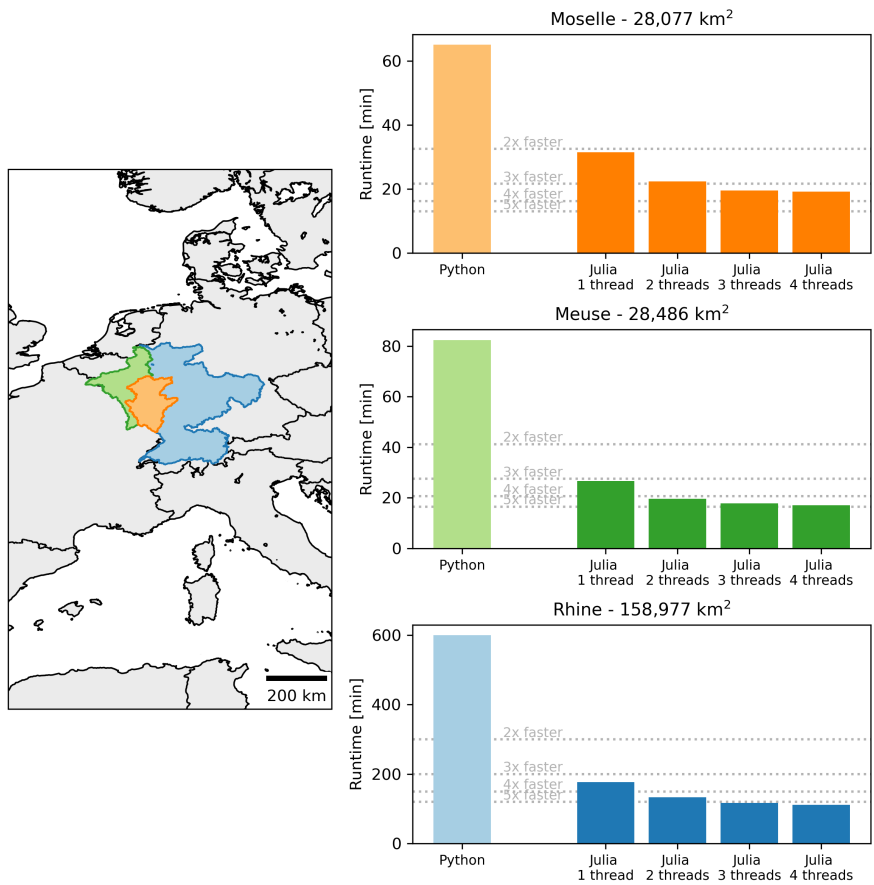 Moselle - 28,077 km²
Runtime [min]
60
40
20
0
2x faster
3x faster
4x faster
5x faster
Python
Julia
1 thread
Julia
2 threads
Julia
3 threads
Julia
4 threads
Meuse - 28,486 km²
Runtime [min]
80
60
40
20
0
2x faster
3x faster
4x faster
5x faster
Python
Julia
1 thread
Julia
2 threads
Julia
3 threads
Julia
4 threads
Rhine - 158,977 km²
Runtime [min]
600
400
200
0
2x faster
3x faster
4x faster
5x faster
Python
Julia
1 thread
Julia
2 threads
Julia
3 threads
Julia
4 threads
200 km